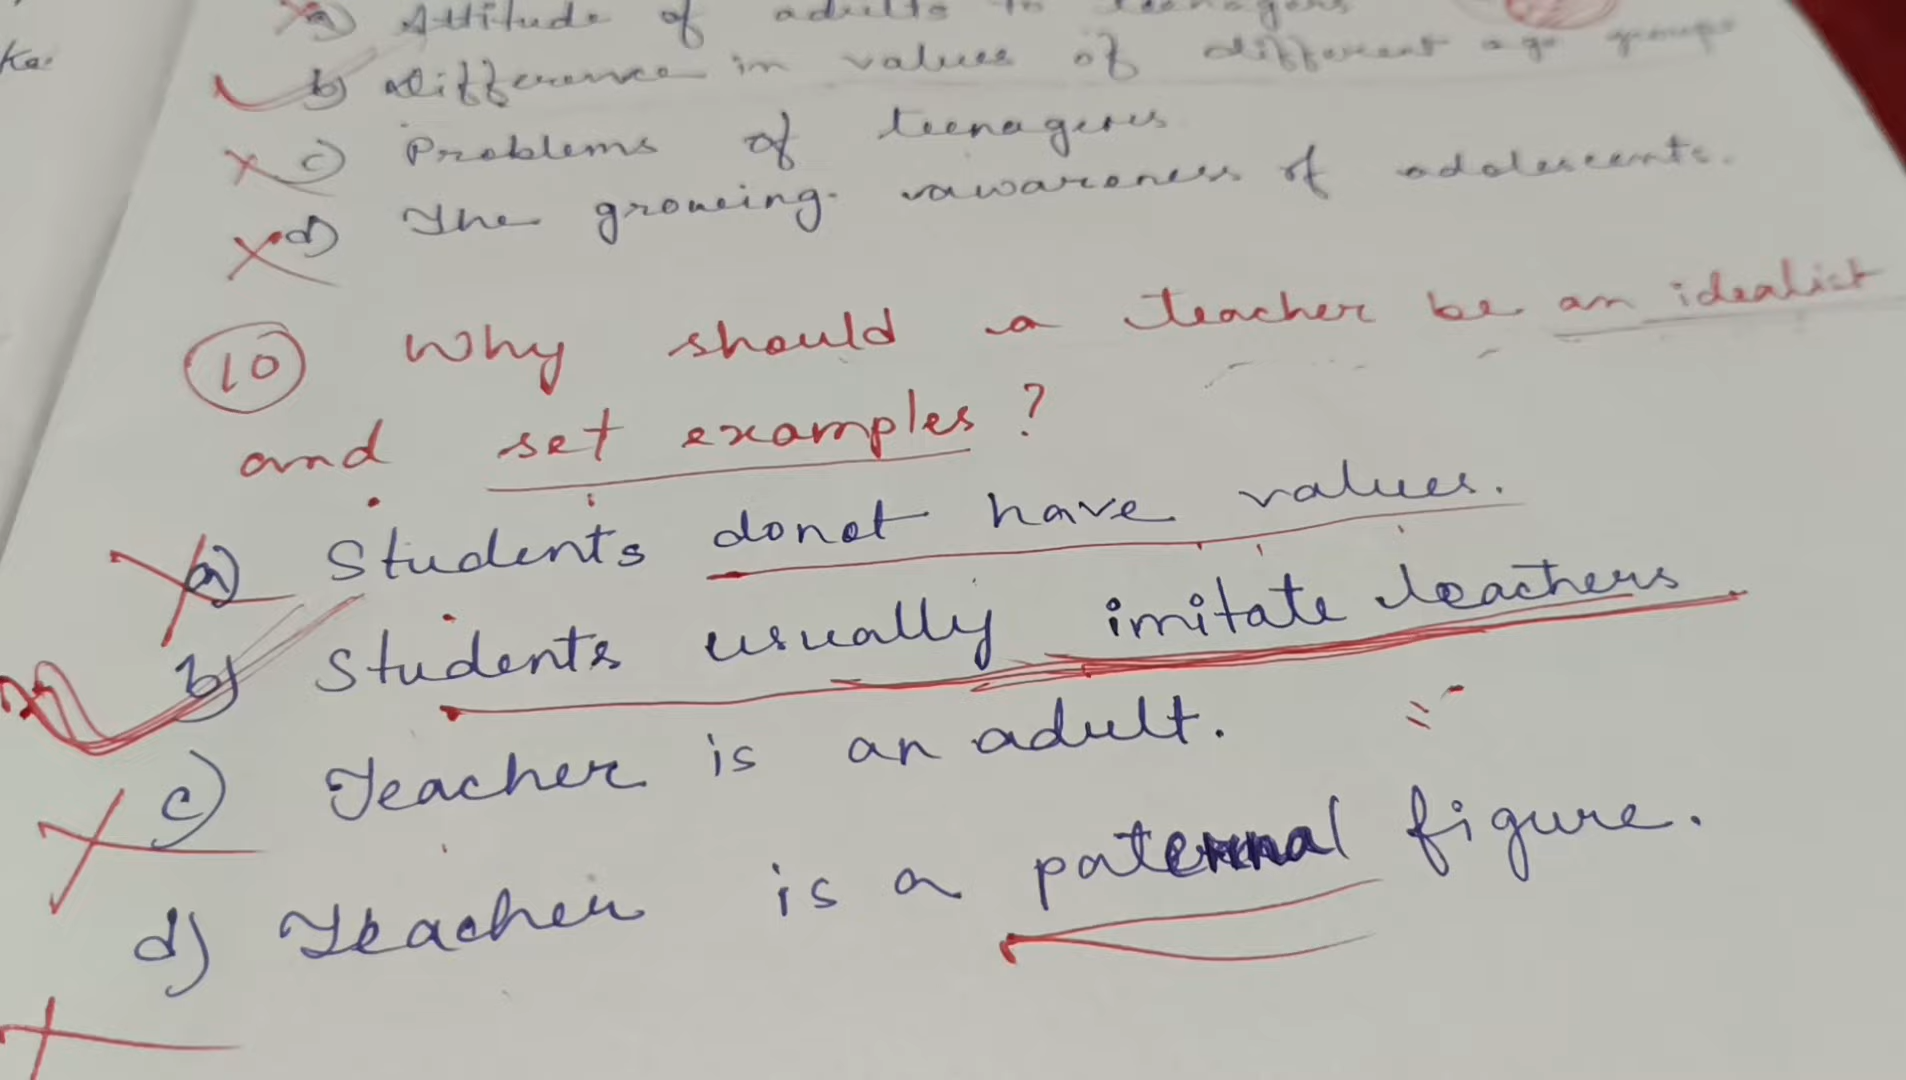 a) Attitude of adults to teenagers
b) Difference in values of different age groups
c) Problems of teenagers
d) The growing awareness of adolescents.
10 Why should a teacher be an idealist
and set examples?
a) Students donot have values.
b) Students usually imitate teachers
c) Teacher is an adult.
d) Teacher is a paternal figure.